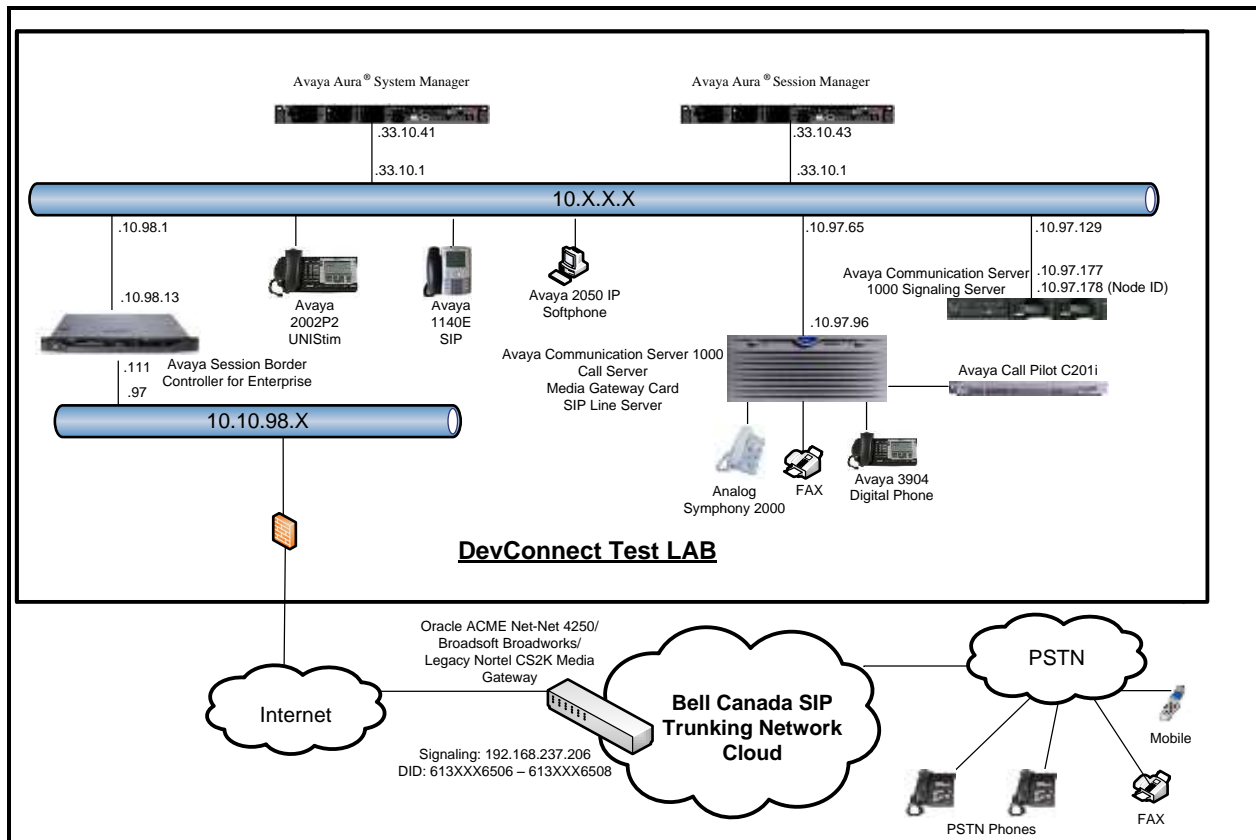 Avaya Aura ® System Manager
Avaya Aura ® Session Manager
.33.10.41
.33.10.43
.33.10.1
.33.10.1
10.X.X.X
.10.98.1
.10.97.65
.10.97.129
Avaya Communication Server
1000 Signaling Server
.10.97.177
.10.97.178 (Node ID)
.10.98.13
Avaya
2002P2
UNIStim
Avaya
1140E
SIP
Avaya 2050 IP
Softphone
.10.97.96
.111
.97
Avaya Session Border
Controller for Enterprise
Avaya Communication Server 1000
Call Server
Media Gateway Card
SIP Line Server
Avaya Call Pilot C201i
10.10.98.X
Analog
Symphony 2000
FAX
Avaya 3904
Digital Phone
DevConnect Test LAB
Oracle ACME Net-Net 4250/
Broadsoft Broadworks/
Legacy Nortel CS2K Media
Gateway
Internet
Bell Canada SIP
Trunking Network
Cloud
PSTN
Signaling: 192.168.237.206
DID: 613XXX6506 – 613XXX6508
Mobile
PSTN Phones
FAX